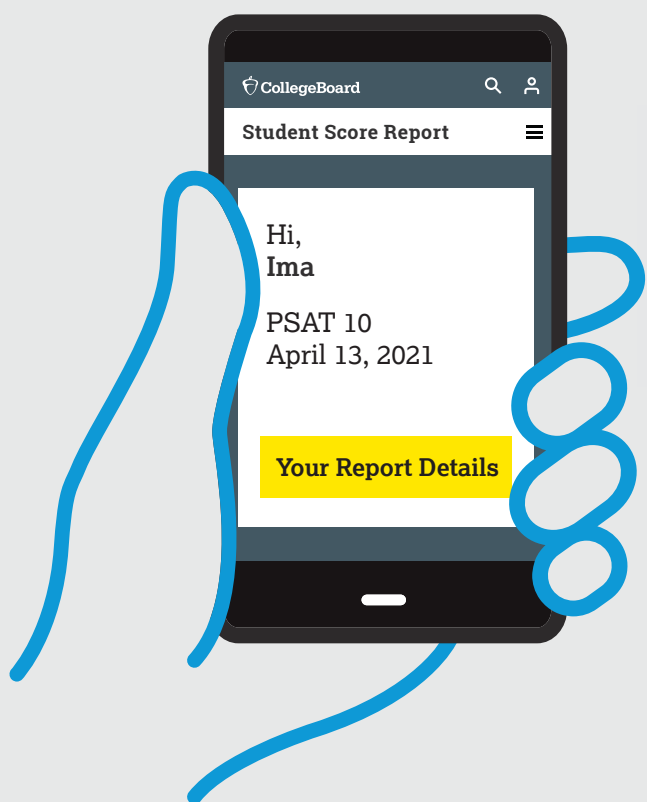 CollegeBoard
Student Score Report
Hi,
Ima
PSAT 10
April 13, 2021
Your Report Details